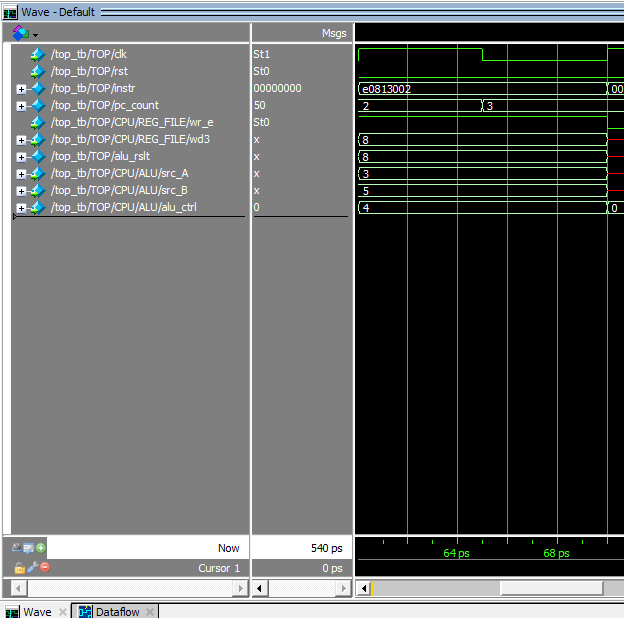 Wave - Default
Msgs
/top_tb/TOP/clk St1
/top_tb/TOP/rst St0
/top_tb/TOP/instr 00000000 e0813002 00
/top_tb/TOP/pc_count 50 2 3
/top_tb/TOP/CPU/REG_FILE/wr_e St0
/top_tb/TOP/CPU/REG_FILE/wd3 x 8
/top_tb/TOP/alu_rslt x 8
/top_tb/TOP/CPU/ALU/src_A x 3
/top_tb/TOP/CPU/ALU/src_B x 5
/top_tb/TOP/CPU/ALU/alu_ctrl 0 4 0
Now 540 ps
64 ps 68 ps
Cursor 1 0 ps
Wave Dataflow